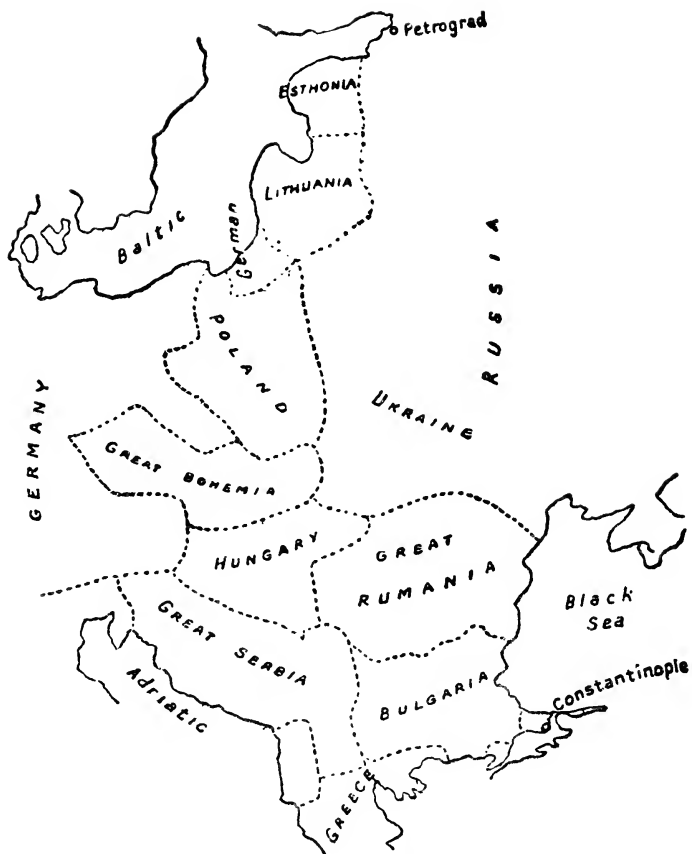 Petrograd
ESTHONIA
LITHUANIA
Baltic
German
RUSSIA
POLAND
GERMANY
UKRAINE
GREAT BOHEMIA
HUNGARY
GREAT
RUMANIA
Black
Sea
GREAT SERBIA
Adriatic
BULGARIA
Constantinople
GREECE